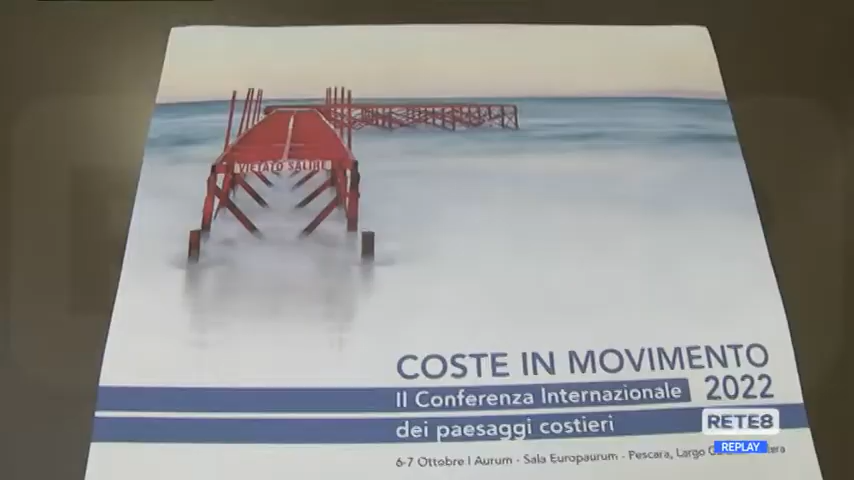 VIETATO SALIRE
COSTE IN MOVIMENTO
II Conferenza Internazionale 2022
dei paesaggi costieri
RETE8
REPLAY
6-7 Ottobre | Aurum - Sala Europaurum - Pescara, Largo